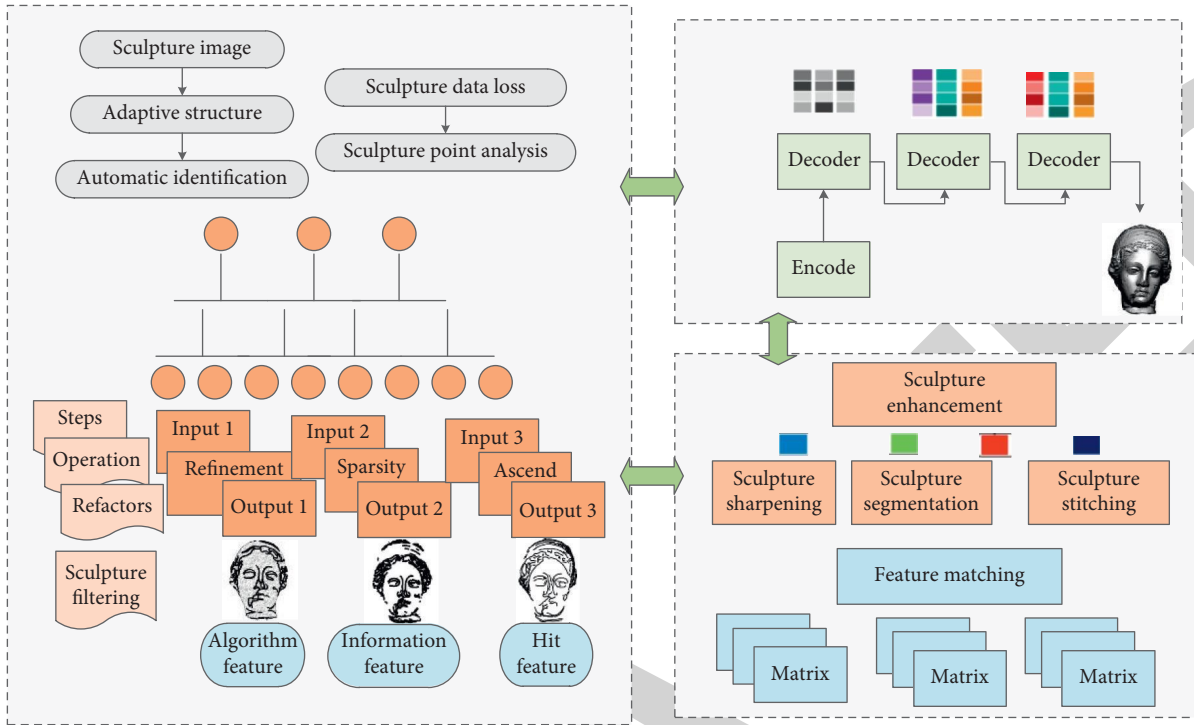 Sculpture image
Adaptive structure
Automatic identification
Sculpture data loss
Sculpture point analysis
Steps
Operation
Refactors
Sculpture
filtering
Input 1
Refinement
Output 1
Input 2
Sparsity
Output 2
Input 3
Ascend
Output 3
Algorithm
feature
Information
feature
Hit
feature
Decoder
Decoder
Decoder
Encode
Sculpture
enhancement
Sculpture
sharpening
Sculpture
segmentation
Sculpture
stitching
Feature matching
Matrix
Matrix
Matrix